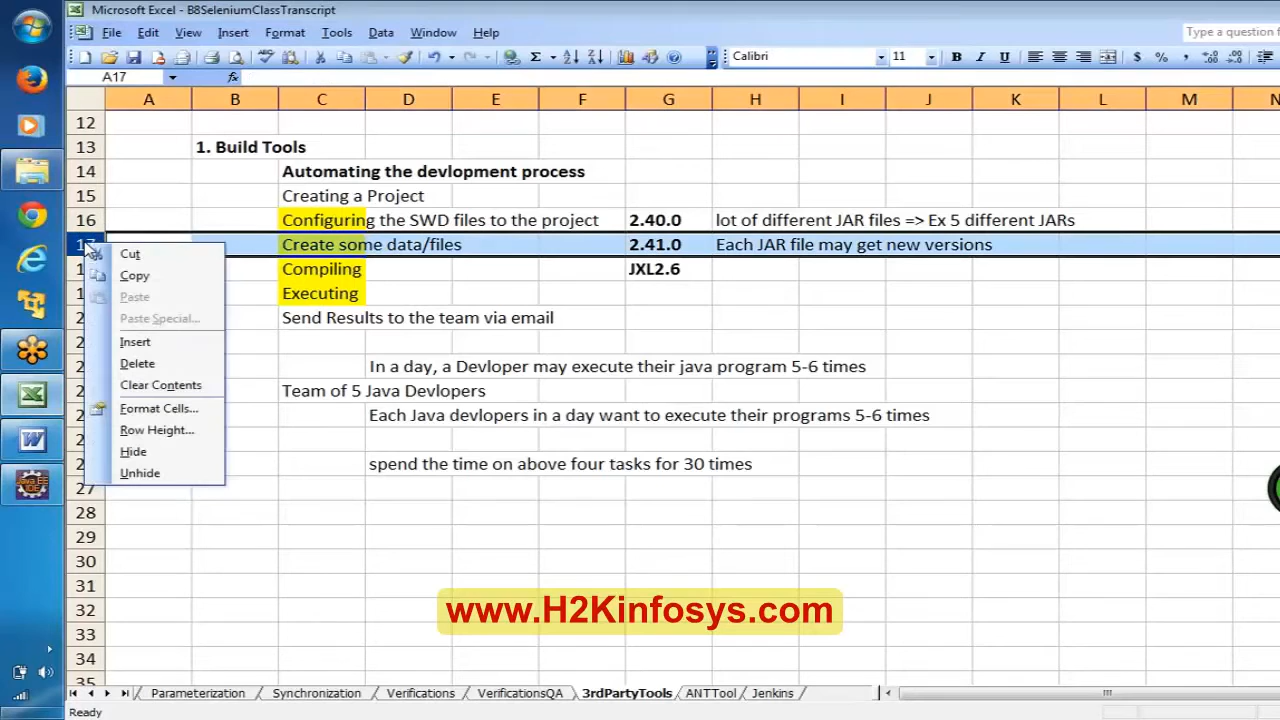 Microsoft Excel - B8SeleniumClassTranscript
File Edit View Insert Format Tools Data Window Help
Type a question f
Calibri 11 B I U $ % ,
A17 fx
A B C D E F G H I J K L M N
12
13 1. Build Tools
14 Automating the devlopment process
15 Creating a Project
16 Configuring the SWD files to the project 2.40.0 lot of different JAR files => Ex 5 different JARs
17 Create some data/files 2.41.0 Each JAR file may get new versions
Compiling JXL2.6
Executing
Send Results to the team via email
In a day, a Devloper may execute their java program 5-6 times
Team of 5 Java Devlopers
Each Java devlopers in a day want to execute their programs 5-6 times
spend the time on above four tasks for 30 times
27
28
29
30
31
32
33
34
35
Cut
Copy
Paste
Paste Special...
Insert
Delete
Clear Contents
Format Cells...
Row Height...
Hide
Unhide
Java EE
IDE
www.H2Kinfosys.com
Parameterization Synchronization Verifications VerificationsQA 3rdPartyTools ANTTool Jenkins
Ready